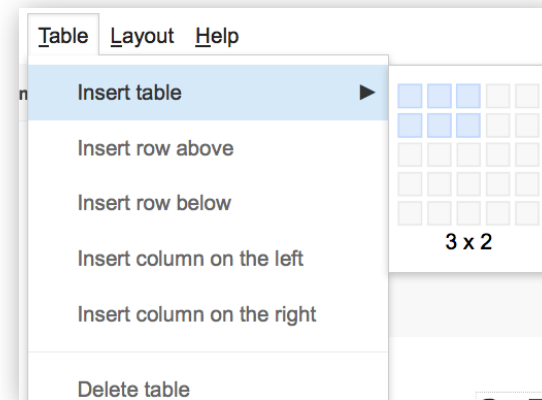 Table Layout Help
Insert table
Insert row above
Insert row below
Insert column on the left
Insert column on the right
Delete table
3 x 2